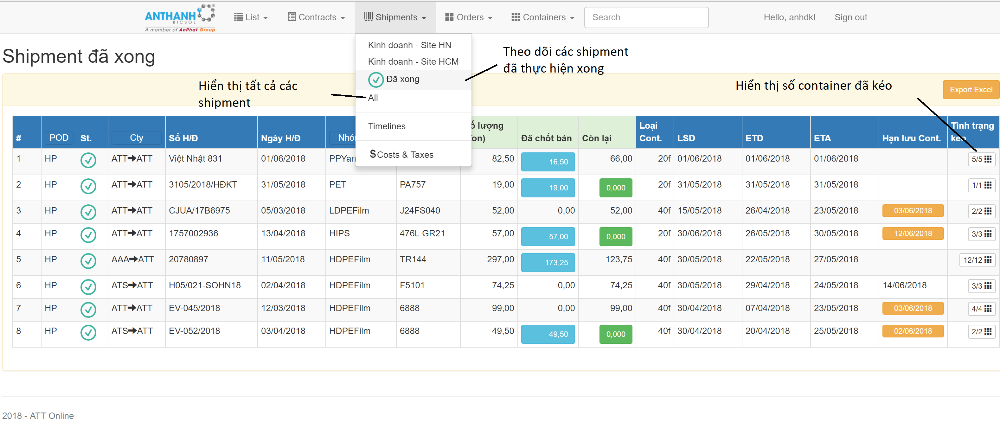 ANTHANH
BICSOL
A member of AnPhat Group
List
Contracts
Shipments
Orders
Containers
Search
Hello, anhdk!
Sign out
Kinh doanh - Site HN
Kinh doanh - Site HCM
Đã xong
All
Timelines
$Costs & Taxes
Theo dõi các shipment
đã thực hiện xong
Shipment đã xong
Hiển thị tất cả các
shipment
Hiển thị số container đã kéo
Export Excel
# POD St. Cty Số H/Đ Ngày H/Đ lượng Đã chốt bán Còn lại Loại Cont. LSD ETD ETA Hạn lưu Cont. Tình trạng kéo
1 HP ATT ATT Việt Nhật 831 01/06/2018 82,50 16,50 66,00 20f 01/06/2018 01/06/2018 01/06/2018 5/5
2 HP ATT ATT 3105/2018/HĐKT 31/05/2018 PET PA757 19,00 19,00 0,000 20f 31/05/2018 31/05/2018 31/05/2018 1/1
3 HP ATT ATT CJUA/17B6975 05/03/2018 LDPEFilm J24FS040 52,00 0,00 52,00 40f 15/05/2018 26/04/2018 23/05/2018 03/06/2018 2/2
4 HP ATT ATT 1757002936 13/04/2018 HIPS 476L GR21 57,00 57,00 0,000 20f 30/06/2018 26/05/2018 30/05/2018 12/06/2018 3/3
5 HP AAA ATT 20780897 11/05/2018 HDPEFilm TR144 297,00 173,25 123,75 40f 30/05/2018 22/05/2018 27/05/2018 12/12
6 HP ATS ATT H05/021-SOHN18 02/04/2018 HDPEFilm F5101 74,25 0,00 74,25 40f 30/05/2018 29/04/2018 24/05/2018 14/06/2018 3/3
7 HP ATT ATT EV-045/2018 12/03/2018 HDPEFilm 6888 99,00 0,00 99,00 40f 30/04/2018 07/04/2018 23/05/2018 03/06/2018 4/4
8 HP ATS ATT EV-052/2018 03/04/2018 HDPEFilm 6888 49,50 49,50 0,000 40f 30/04/2018 20/04/2018 25/05/2018 02/06/2018 2/2
2018 - ATT Online